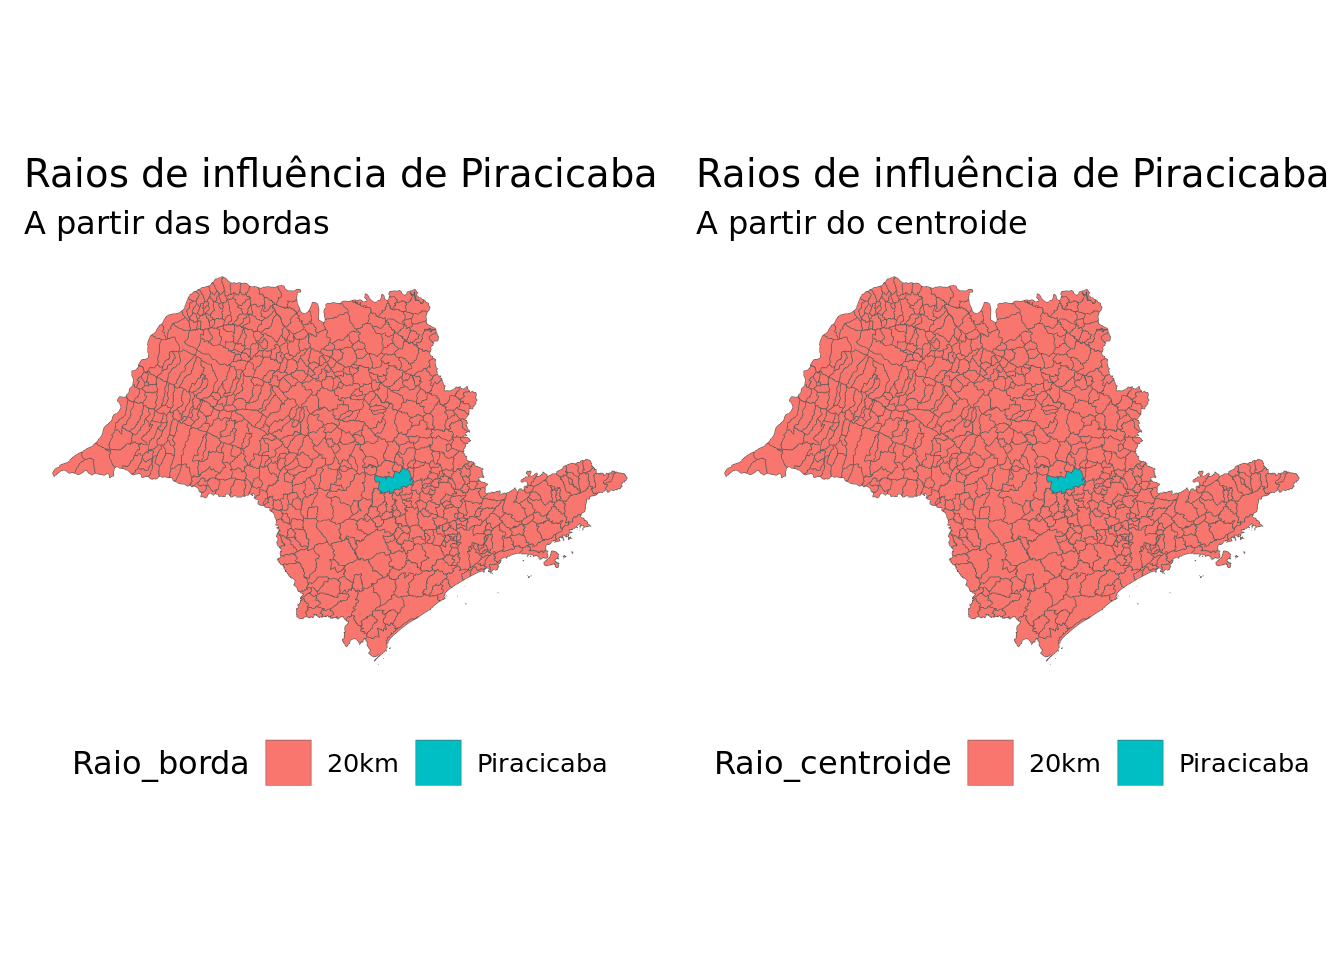 Raios de influência de Piracicaba
A partir das bordas
Raio_borda 20km Piracicaba
Raios de influência de Piracicaba
A partir do centroide
Raio_centroide 20km Piracicaba